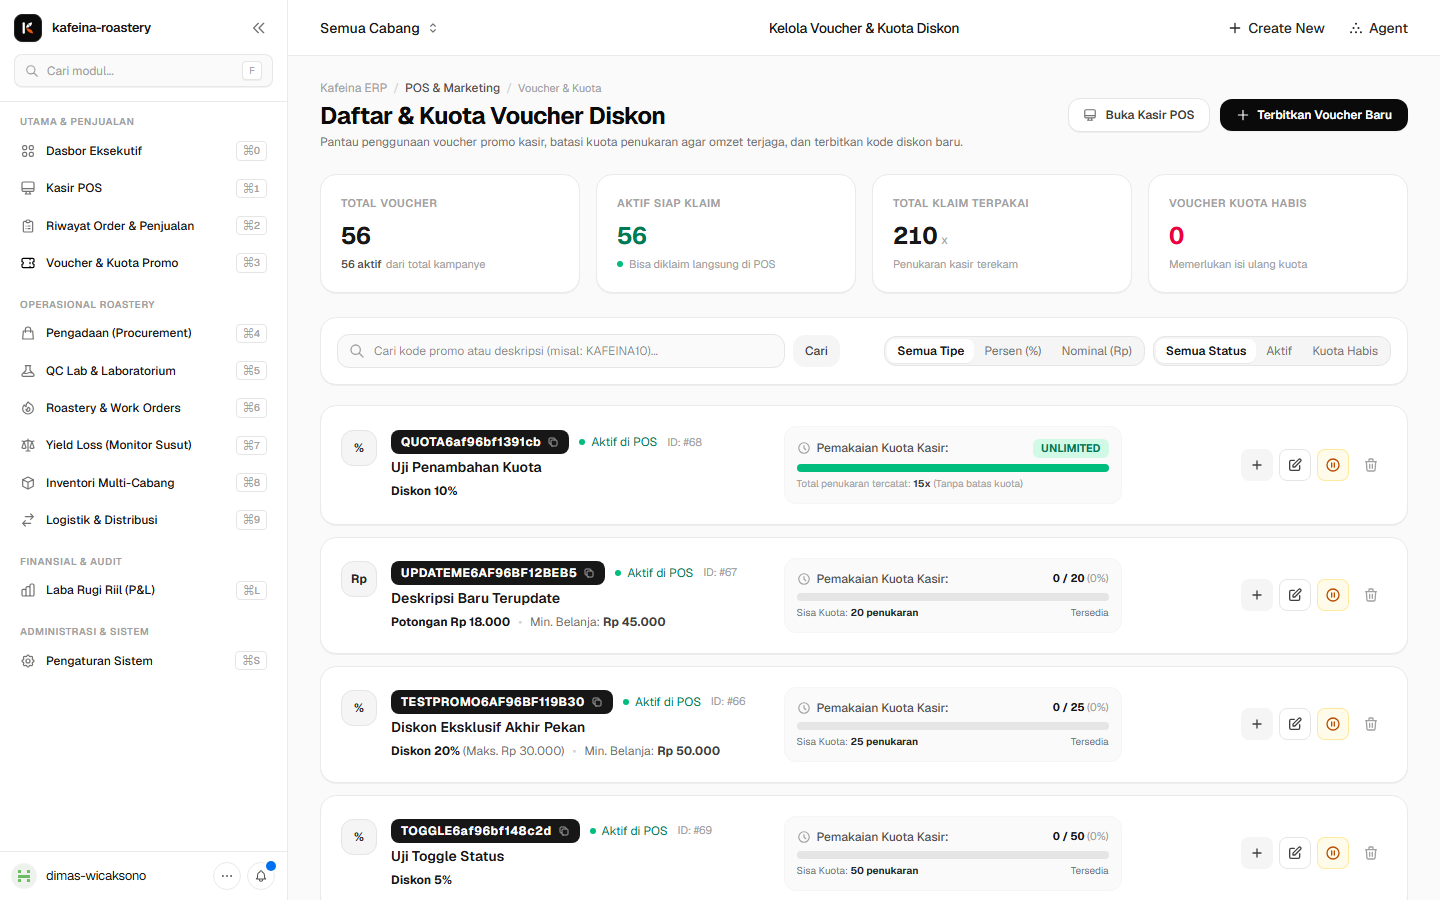 kafeina-roastery
Cari modul...
F
UTAMA & PENJUALAN
Dasbor Eksekutif ⌘0
Kasir POS ⌘1
Riwayat Order & Penjualan ⌘2
Voucher & Kuota Promo ⌘3
OPERASIONAL ROASTERY
Pengadaan (Procurement) ⌘4
QC Lab & Laboratorium ⌘5
Roastery & Work Orders ⌘6
Yield Loss (Monitor Susut) ⌘7
Inventori Multi-Cabang ⌘8
Logistik & Distribusi ⌘9
FINANSIAL & AUDIT
Laba Rugi Riil (P&L) ⌘L
ADMINISTRASI & SISTEM
Pengaturan Sistem ⌘S
dimas-wicaksono
Semua Cabang
Kelola Voucher & Kuota Diskon
Create New
Agent
Kafeina ERP / POS & Marketing / Voucher & Kuota
Daftar & Kuota Voucher Diskon
Pantau penggunaan voucher promo kasir, batasi kuota penukaran agar omzet terjaga, dan terbitkan kode diskon baru.
Buka Kasir POS
Terbitkan Voucher Baru
TOTAL VOUCHER
56
56 aktif dari total kampanye
AKTIF SIAP KLAIM
56
Bisa diklaim langsung di POS
TOTAL KLAIM TERPAKAI
210 x
Penukaran kasir terekam
VOUCHER KUOTA HABIS
0
Memerlukan isi ulang kuota
Cari kode promo atau deskripsi (misal: KAFEINA10)...
Cari
Semua Tipe
Persen (%)
Nominal (Rp)
Semua Status
Aktif
Kuota Habis
%
QUOTA6af96bf1391cb
Aktif di POS
ID: #68
Uji Penambahan Kuota
Diskon 10%
Pemakaian Kuota Kasir:
UNLIMITED
Total penukaran tercatat: 15x (Tanpa batas kuota)
Rp
UPDATEME6AF96BF12BEB5
Aktif di POS
ID: #67
Deskripsi Baru Terupdate
Potongan Rp 18.000 • Min. Belanja: Rp 45.000
Pemakaian Kuota Kasir:
0 / 20 (0%)
Sisa Kuota: 20 penukaran
Tersedia
%
TESTPROMO6AF96BF119B30
Aktif di POS
ID: #66
Diskon Eksklusif Akhir Pekan
Diskon 20% (Maks. Rp 30.000) • Min. Belanja: Rp 50.000
Pemakaian Kuota Kasir:
0 / 25 (0%)
Sisa Kuota: 25 penukaran
Tersedia
%
TOGGLE6af96bf148c2d
Aktif di POS
ID: #69
Uji Toggle Status
Diskon 5%
Pemakaian Kuota Kasir:
0 / 50 (0%)
Sisa Kuota: 50 penukaran
Tersedia